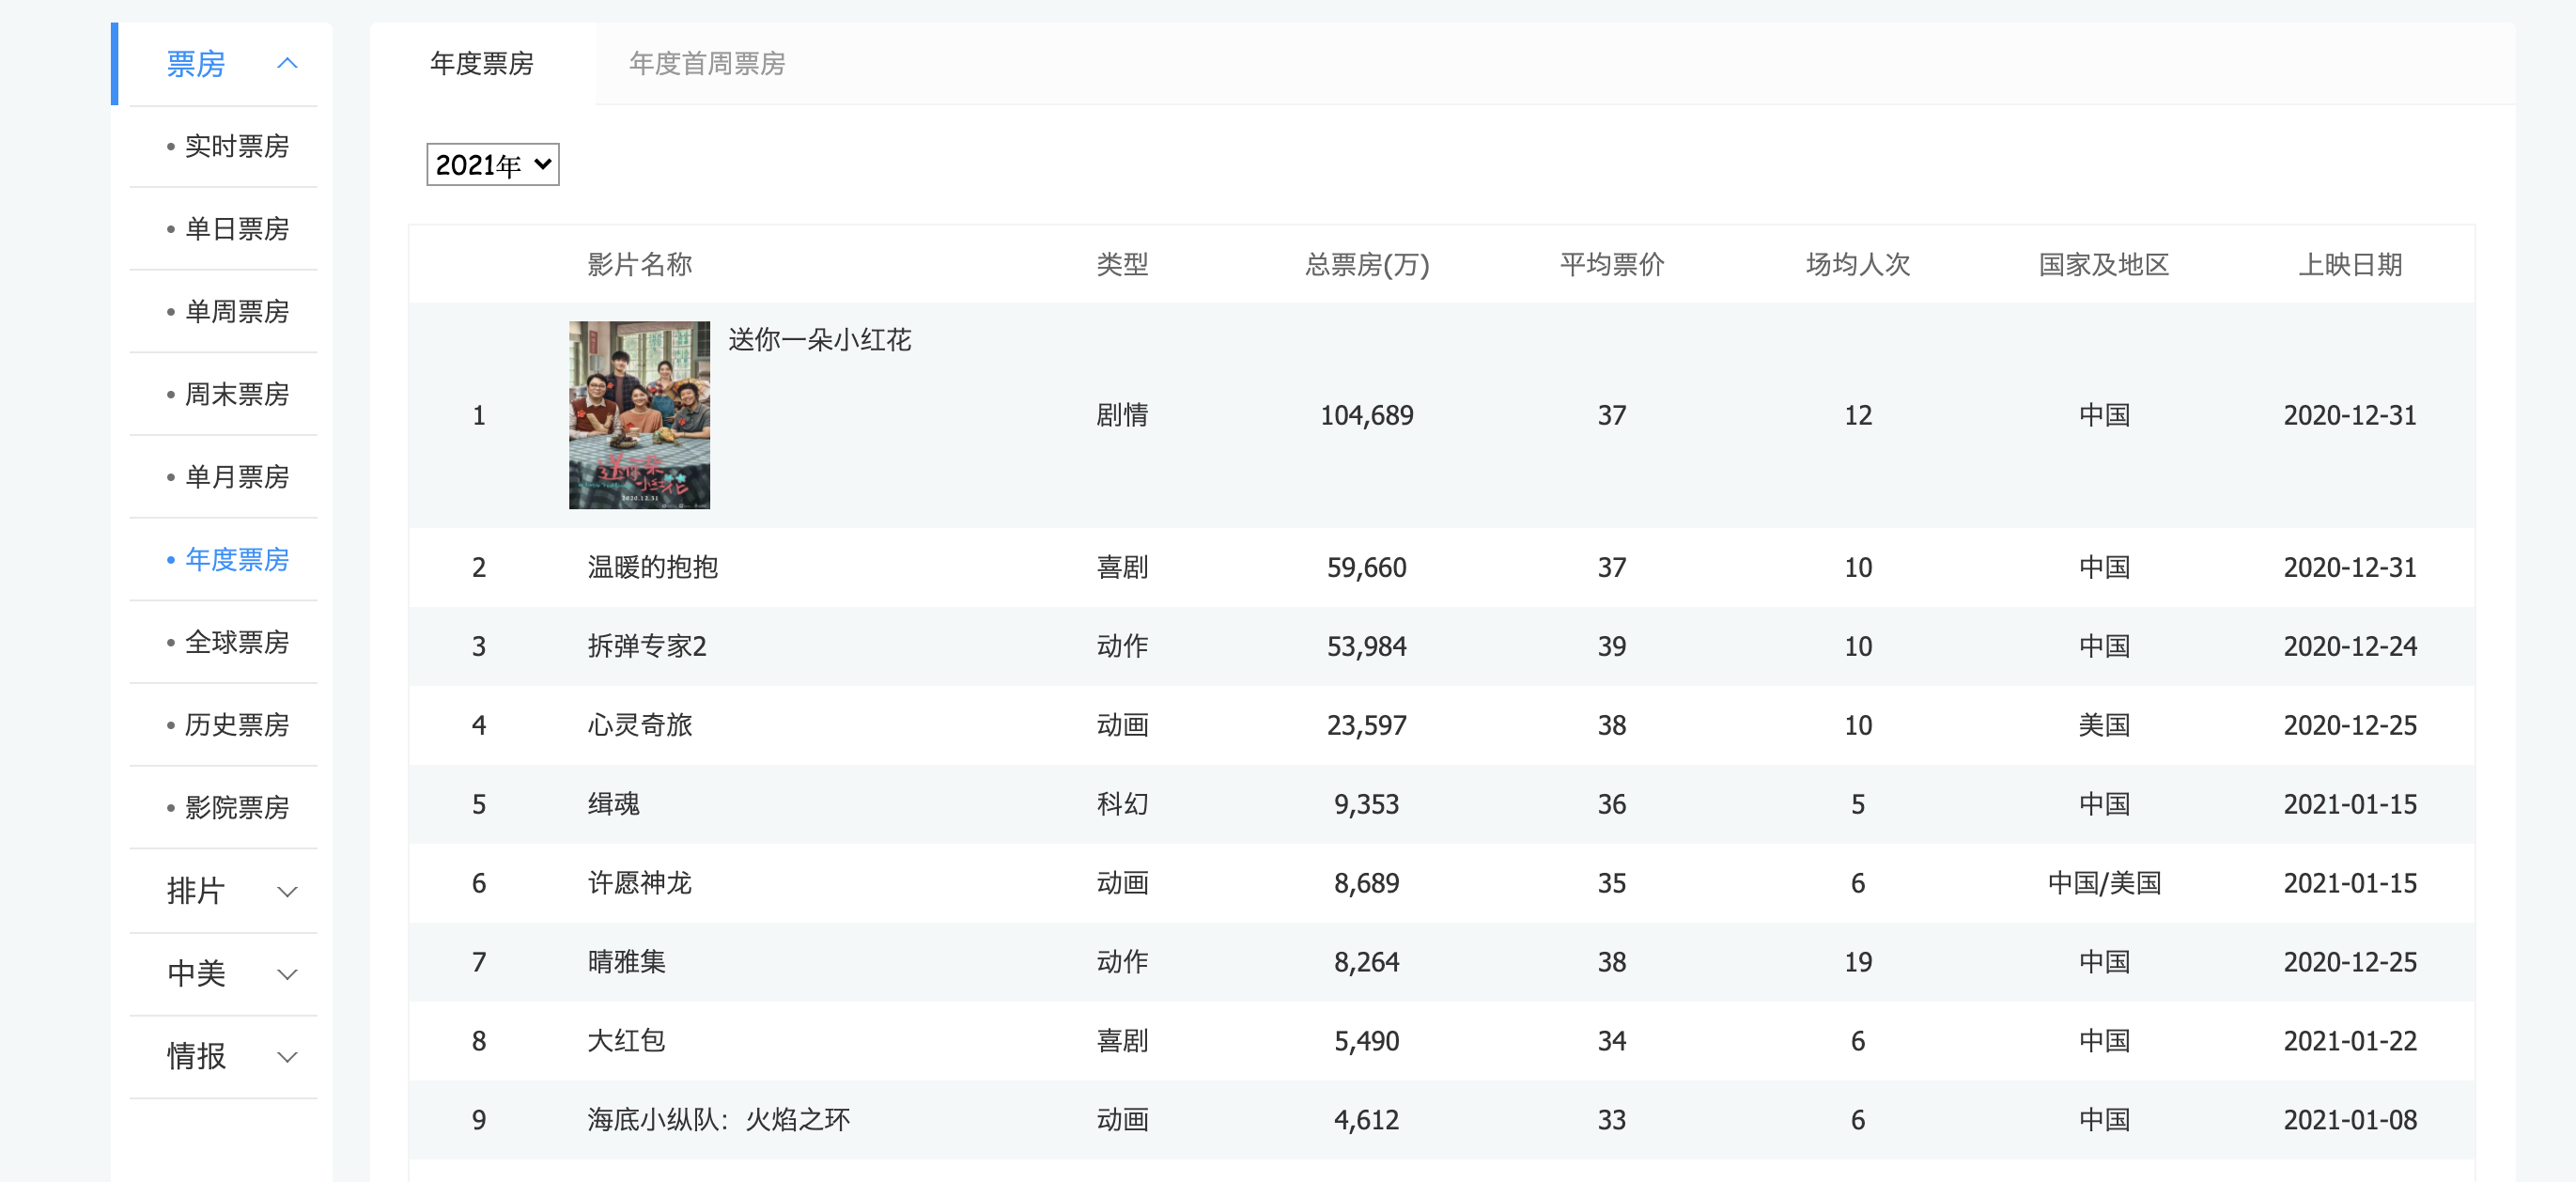 票房
实时票房
单日票房
单周票房
周末票房
单月票房
年度票房
全球票房
历史票房
影院票房
排片
中美
情报
年度票房 年度首周票房
2021年
影片名称 类型 总票房(万) 平均票价 场均人次 国家及地区 上映日期
1 送你一朵小红花 剧情 104,689 37 12 中国 2020-12-31
送你一朵
小红花
2020.12.31
2 温暖的抱抱 喜剧 59,660 37 10 中国 2020-12-31
3 拆弹专家2 动作 53,984 39 10 中国 2020-12-24
4 心灵奇旅 动画 23,597 38 10 美国 2020-12-25
5 缉魂 科幻 9,353 36 5 中国 2021-01-15
6 许愿神龙 动画 8,689 35 6 中国/美国 2021-01-15
7 晴雅集 动作 8,264 38 19 中国 2020-12-25
8 大红包 喜剧 5,490 34 6 中国 2021-01-22
9 海底小纵队：火焰之环 动画 4,612 33 6 中国 2021-01-08